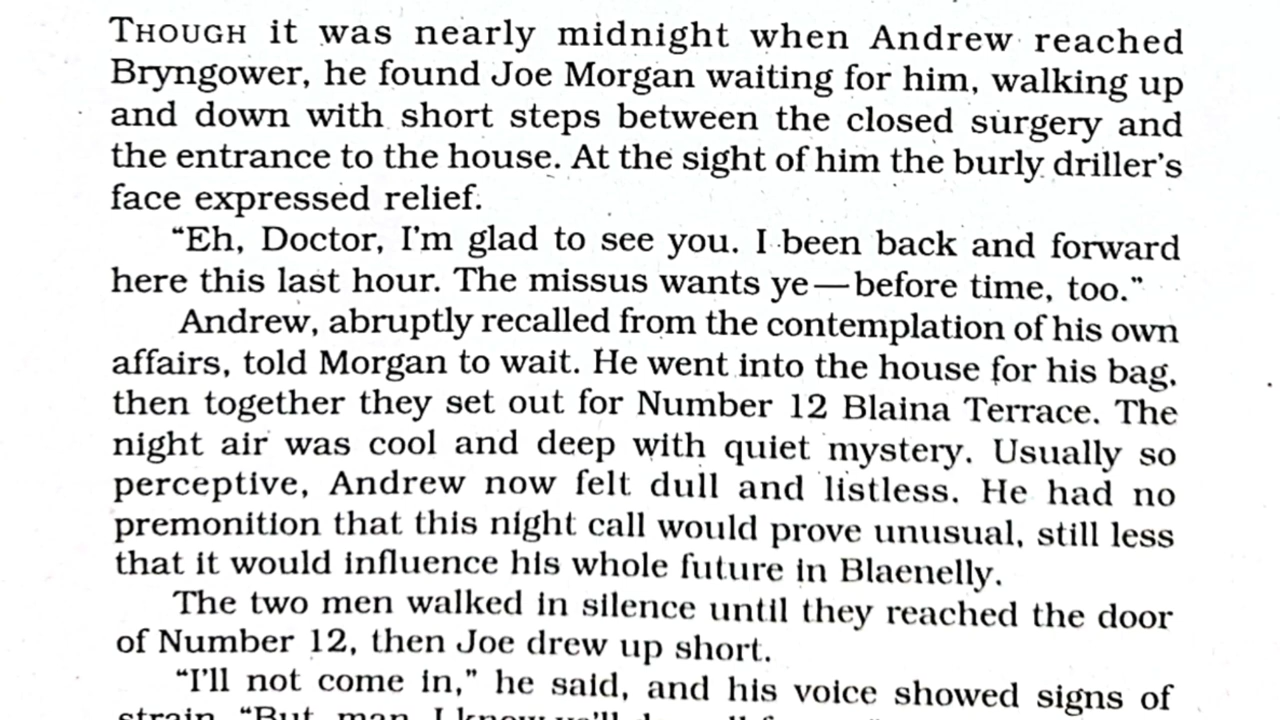 THOUGH it was nearly midnight when Andrew reached
Bryngower, he found Joe Morgan waiting for him, walking up
and down with short steps between the closed surgery and
the entrance to the house. At the sight of him the burly driller's
face expressed relief.
“Eh, Doctor, I'm glad to see you. I been back and forward
here this last hour. The missus wants ye—before time, too.”
Andrew, abruptly recalled from the contemplation of his own
affairs, told Morgan to wait. He went into the house for his bag,
then together they set out for Number 12 Blaina Terrace. The
night air was cool and deep with quiet mystery. Usually so
perceptive, Andrew now felt dull and listless. He had no
premonition that this night call would prove unusual, still less
that it would influence his whole future in Blaenelly.
The two men walked in silence until they reached the door
of Number 12, then Joe drew up short.
“I'll not come in,” he said, and his voice showed signs of
strain. “But, man, I know